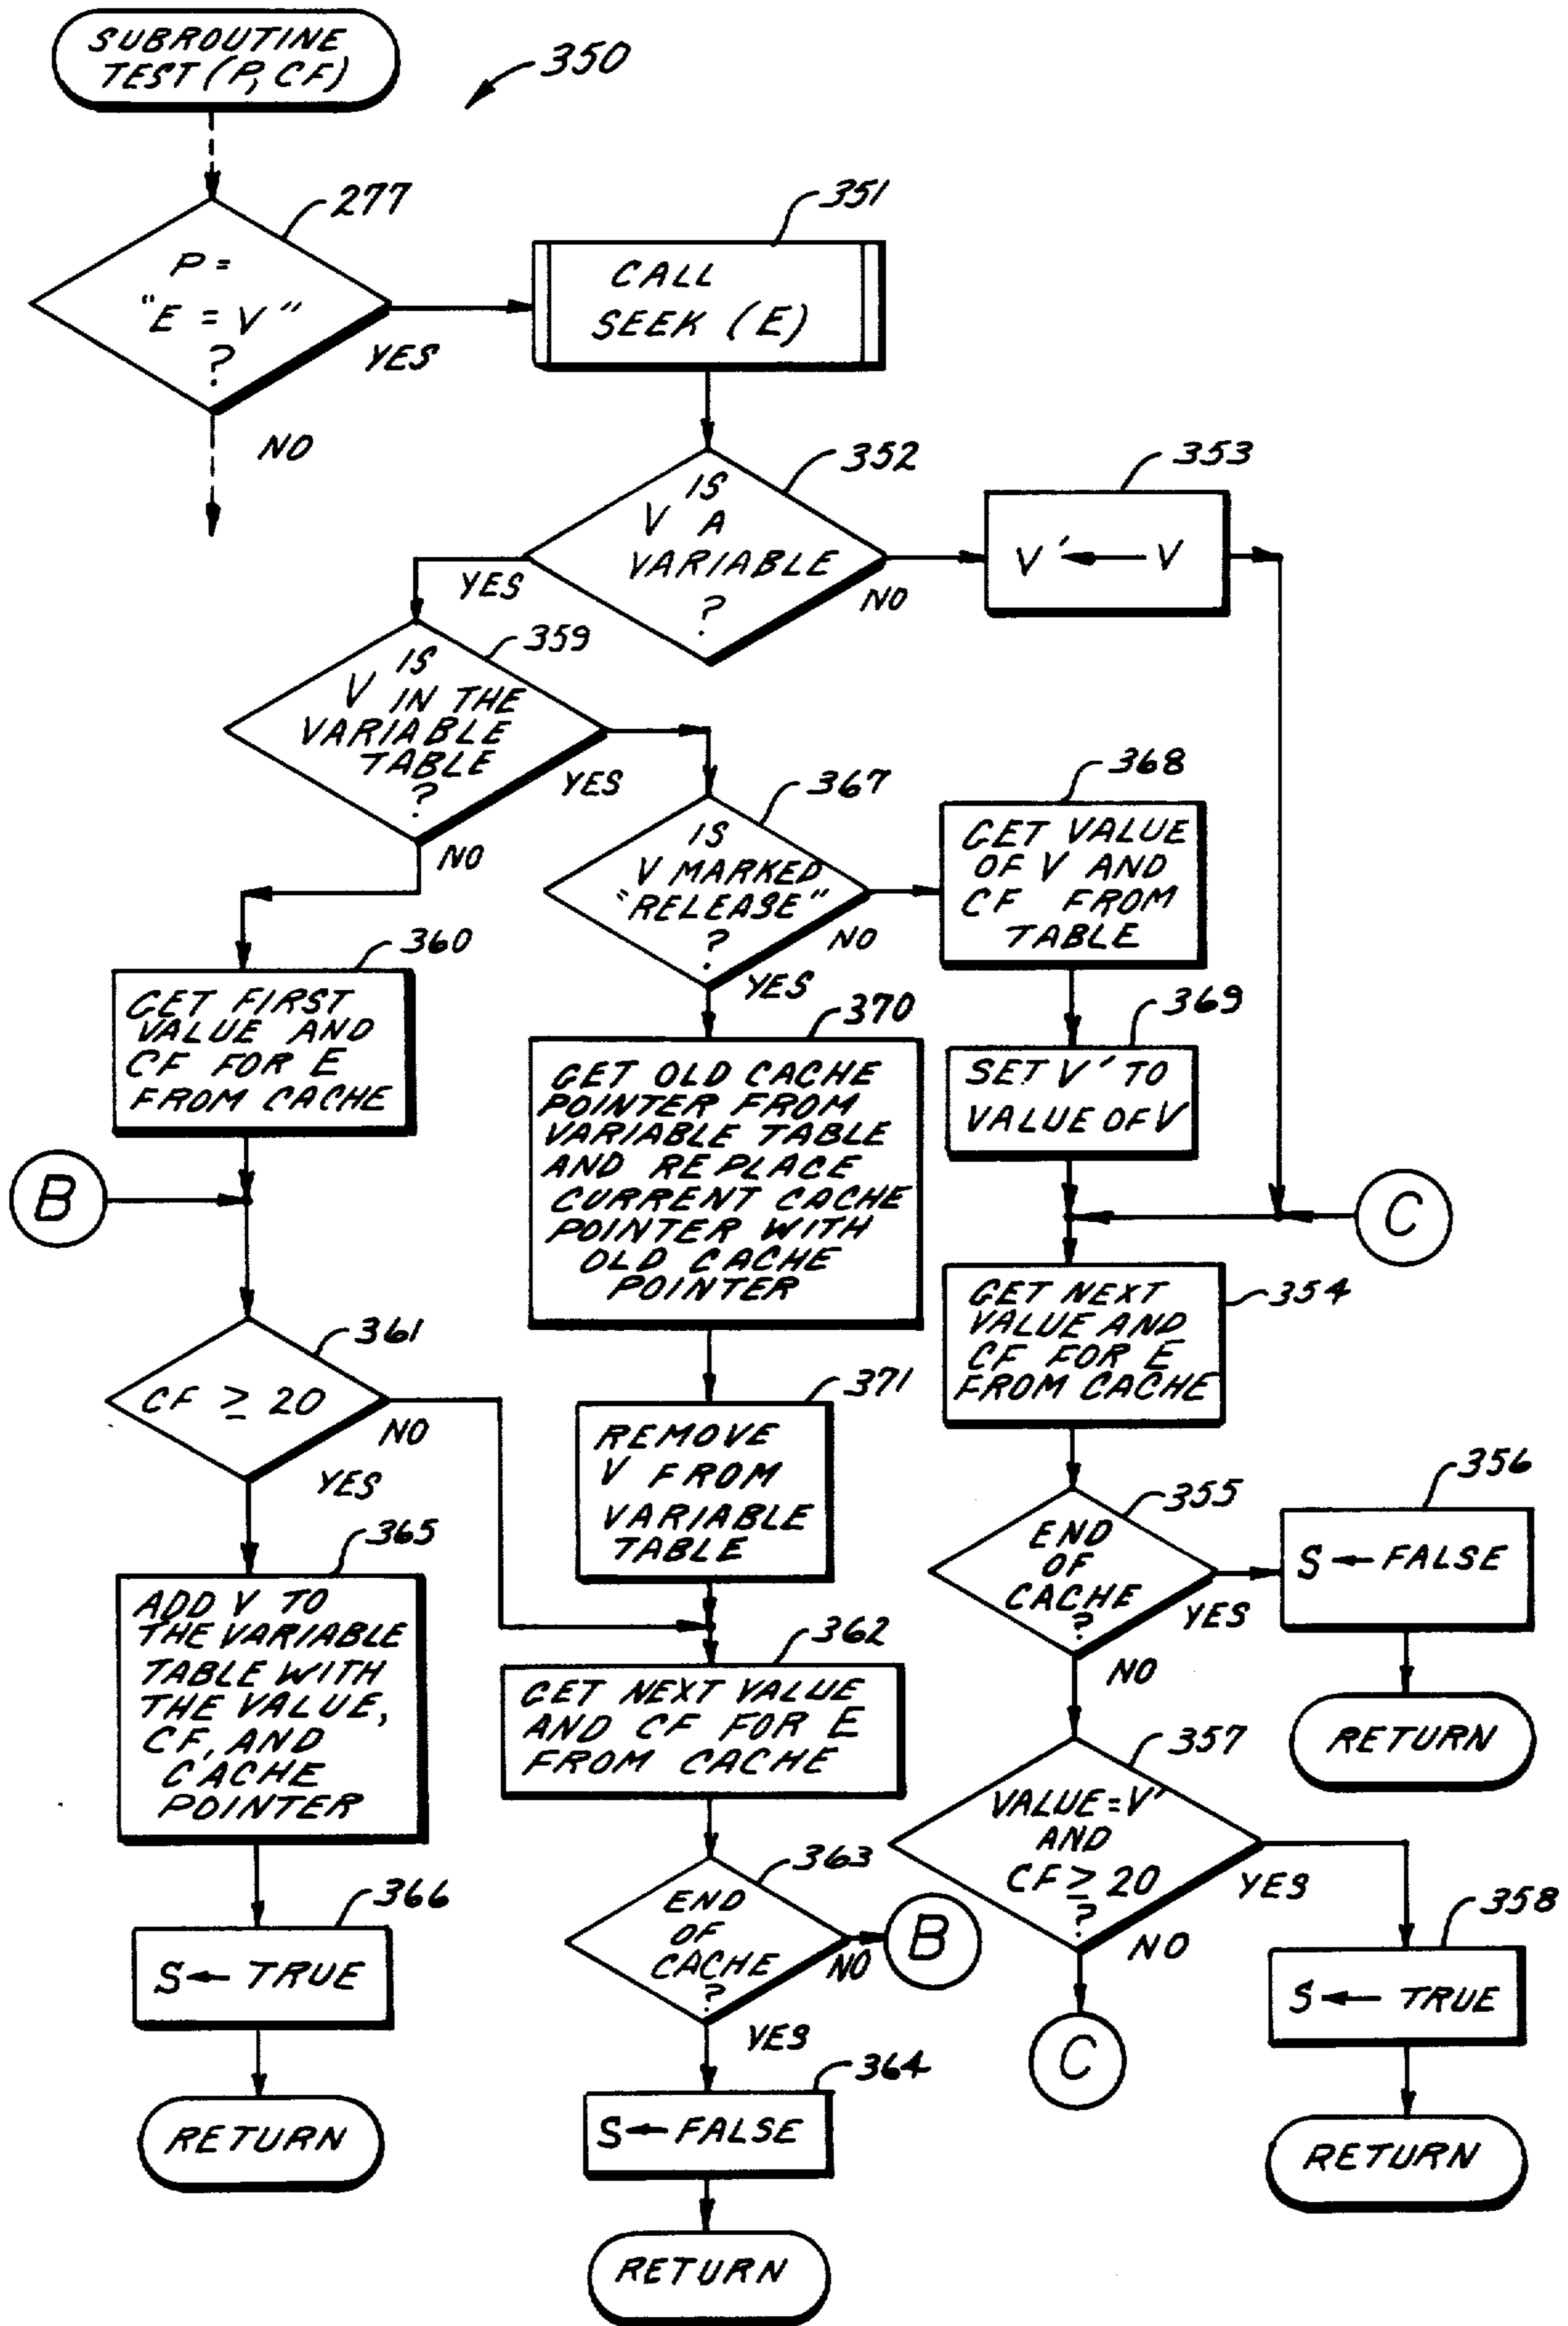 SUBROUTINE
TEST (P, CF)
350
277
P =
"E = V"
?
YES
NO
351
CALL
SEEK (E)
352
IS
V A
VARIABLE
?
YES
NO
353
V' ← V
359
IS
V IN THE
VARIABLE
TABLE
?
YES
NO
367
IS
V MARKED
"RELEASE"
?
NO
YES
368
GET VALUE
OF V AND
CF FROM
TABLE
369
SET V' TO
VALUE OF V
360
GET FIRST
VALUE AND
CF FOR E
FROM CACHE
370
GET OLD CACHE
POINTER FROM
VARIABLE TABLE
AND REPLACE
CURRENT CACHE
POINTER WITH
OLD CACHE
POINTER
B
C
354
GET NEXT
VALUE AND
CF FOR E
FROM CACHE
361
CF ≥ 20
NO
YES
371
REMOVE
V FROM
VARIABLE
TABLE
355
END
OF
CACHE
?
YES
NO
356
S ← FALSE
RETURN
365
ADD V TO
THE VARIABLE
TABLE WITH
THE VALUE,
CF, AND
CACHE
POINTER
362
GET NEXT VALUE
AND CF FOR E
FROM CACHE
357
VALUE = V'
AND
CF ≥ 20
?
YES
NO
363
END
OF
CACHE
?
NO
B
YES
366
S ← TRUE
RETURN
358
S ← TRUE
RETURN
C
364
S ← FALSE
RETURN